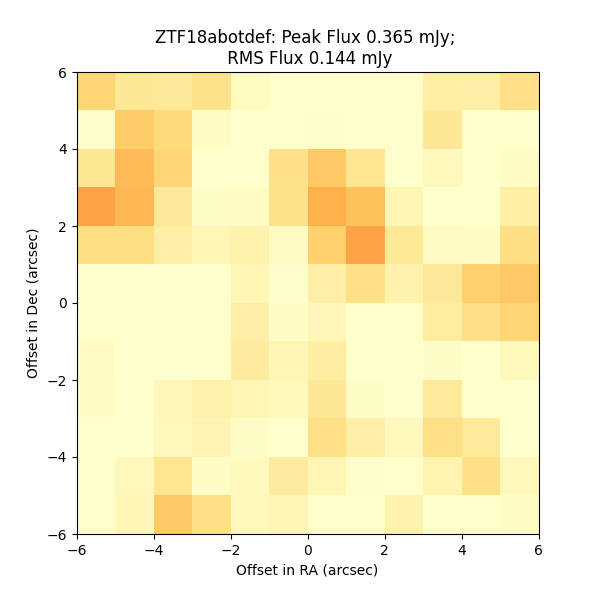 ZTF18abotdef: Peak Flux 0.365 mJy;
RMS Flux 0.144 mJy
6
4
2
0
−2
−4
−6
Offset in Dec (arcsec)
−6 −4 −2 0 2 4 6
Offset in RA (arcsec)